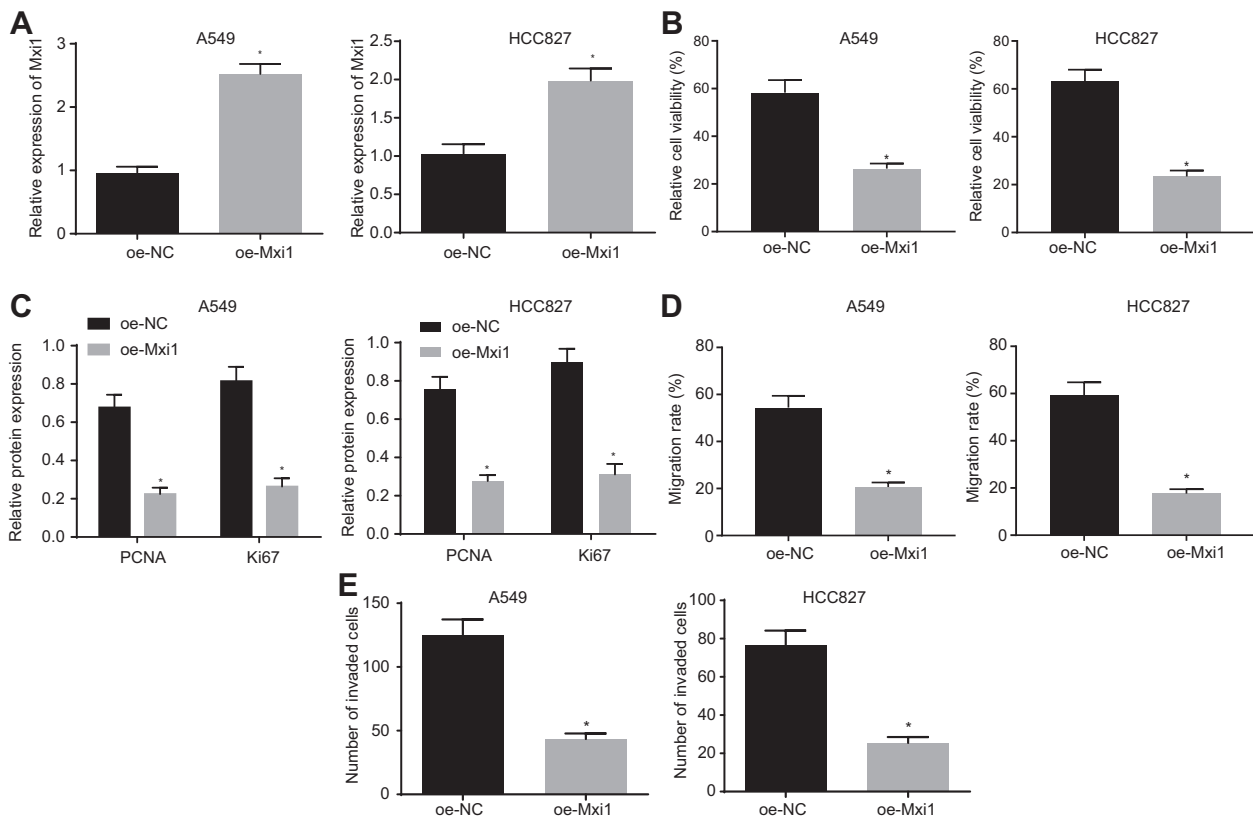 A
A549
Relative expression of Mxi1
3
2
1
0
*
oe-NC
oe-Mxi1
HCC827
Relative expression of Mxi1
2.5
2.0
1.5
1.0
0.5
0.0
*
oe-NC
oe-Mxi1
B
A549
Relative cell vialbility (%)
80
60
40
20
0
*
oe-NC
oe-Mxi1
HCC827
Relative cell viability (%)
80
60
40
20
0
*
oe-NC
oe-Mxi1
C
A549
oe-NC
oe-Mxi1
Relative protein expression
1.0
0.8
0.6
0.4
0.2
0.0
*
*
PCNA
Ki67
HCC827
oe-NC
oe-Mxi1
Relative protein expression
1.0
0.8
0.6
0.4
0.2
0.0
*
*
PCNA
Ki67
D
A549
Migration rate (%)
80
60
40
20
0
*
oe-NC
oe-Mxi1
HCC827
Migration rate (%)
80
60
40
20
0
*
oe-NC
oe-Mxi1
E
A549
Number of invaded cells
150
100
50
0
*
oe-NC
oe-Mxi1
HCC827
Number of invaded cells
100
80
60
40
20
0
*
oe-NC
oe-Mxi1